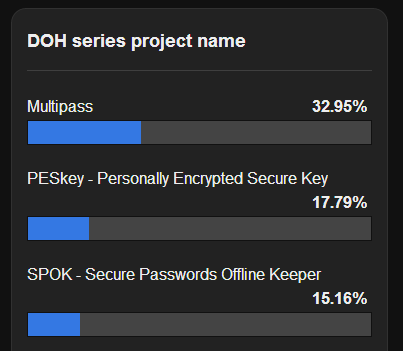 DOH series project name
Multipass 32.95%
PESkey - Personally Encrypted Secure Key
17.79%
SPOK - Secure Passwords Offline Keeper
15.16%